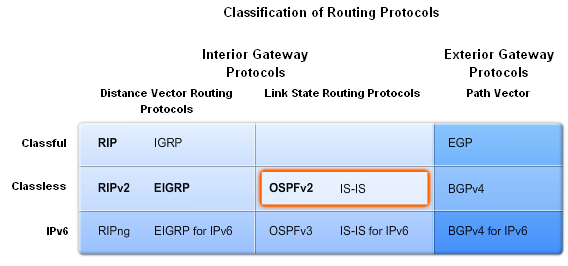 Classification of Routing Protocols
Interior Gateway
Protocols
Exterior Gateway
Protocols
Distance Vector Routing
Protocols
Link State Routing Protocols
Path Vector
Classful
RIP
IGRP
EGP
Classless
RIPv2
EIGRP
OSPFv2
IS-IS
BGPv4
IPv6
RIPng
EIGRP for IPv6
OSPFv3
IS-IS for IPv6
BGPv4 for IPv6